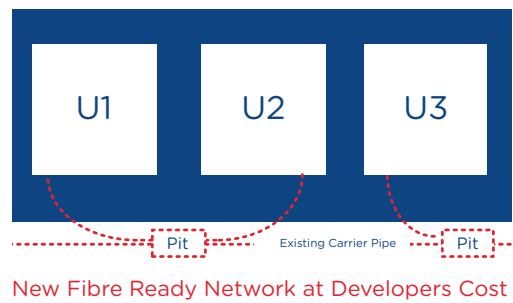 U1 U2 U3
Pit Existing Carrier Pipe Pit
New Fibre Ready Network at Developers Cost